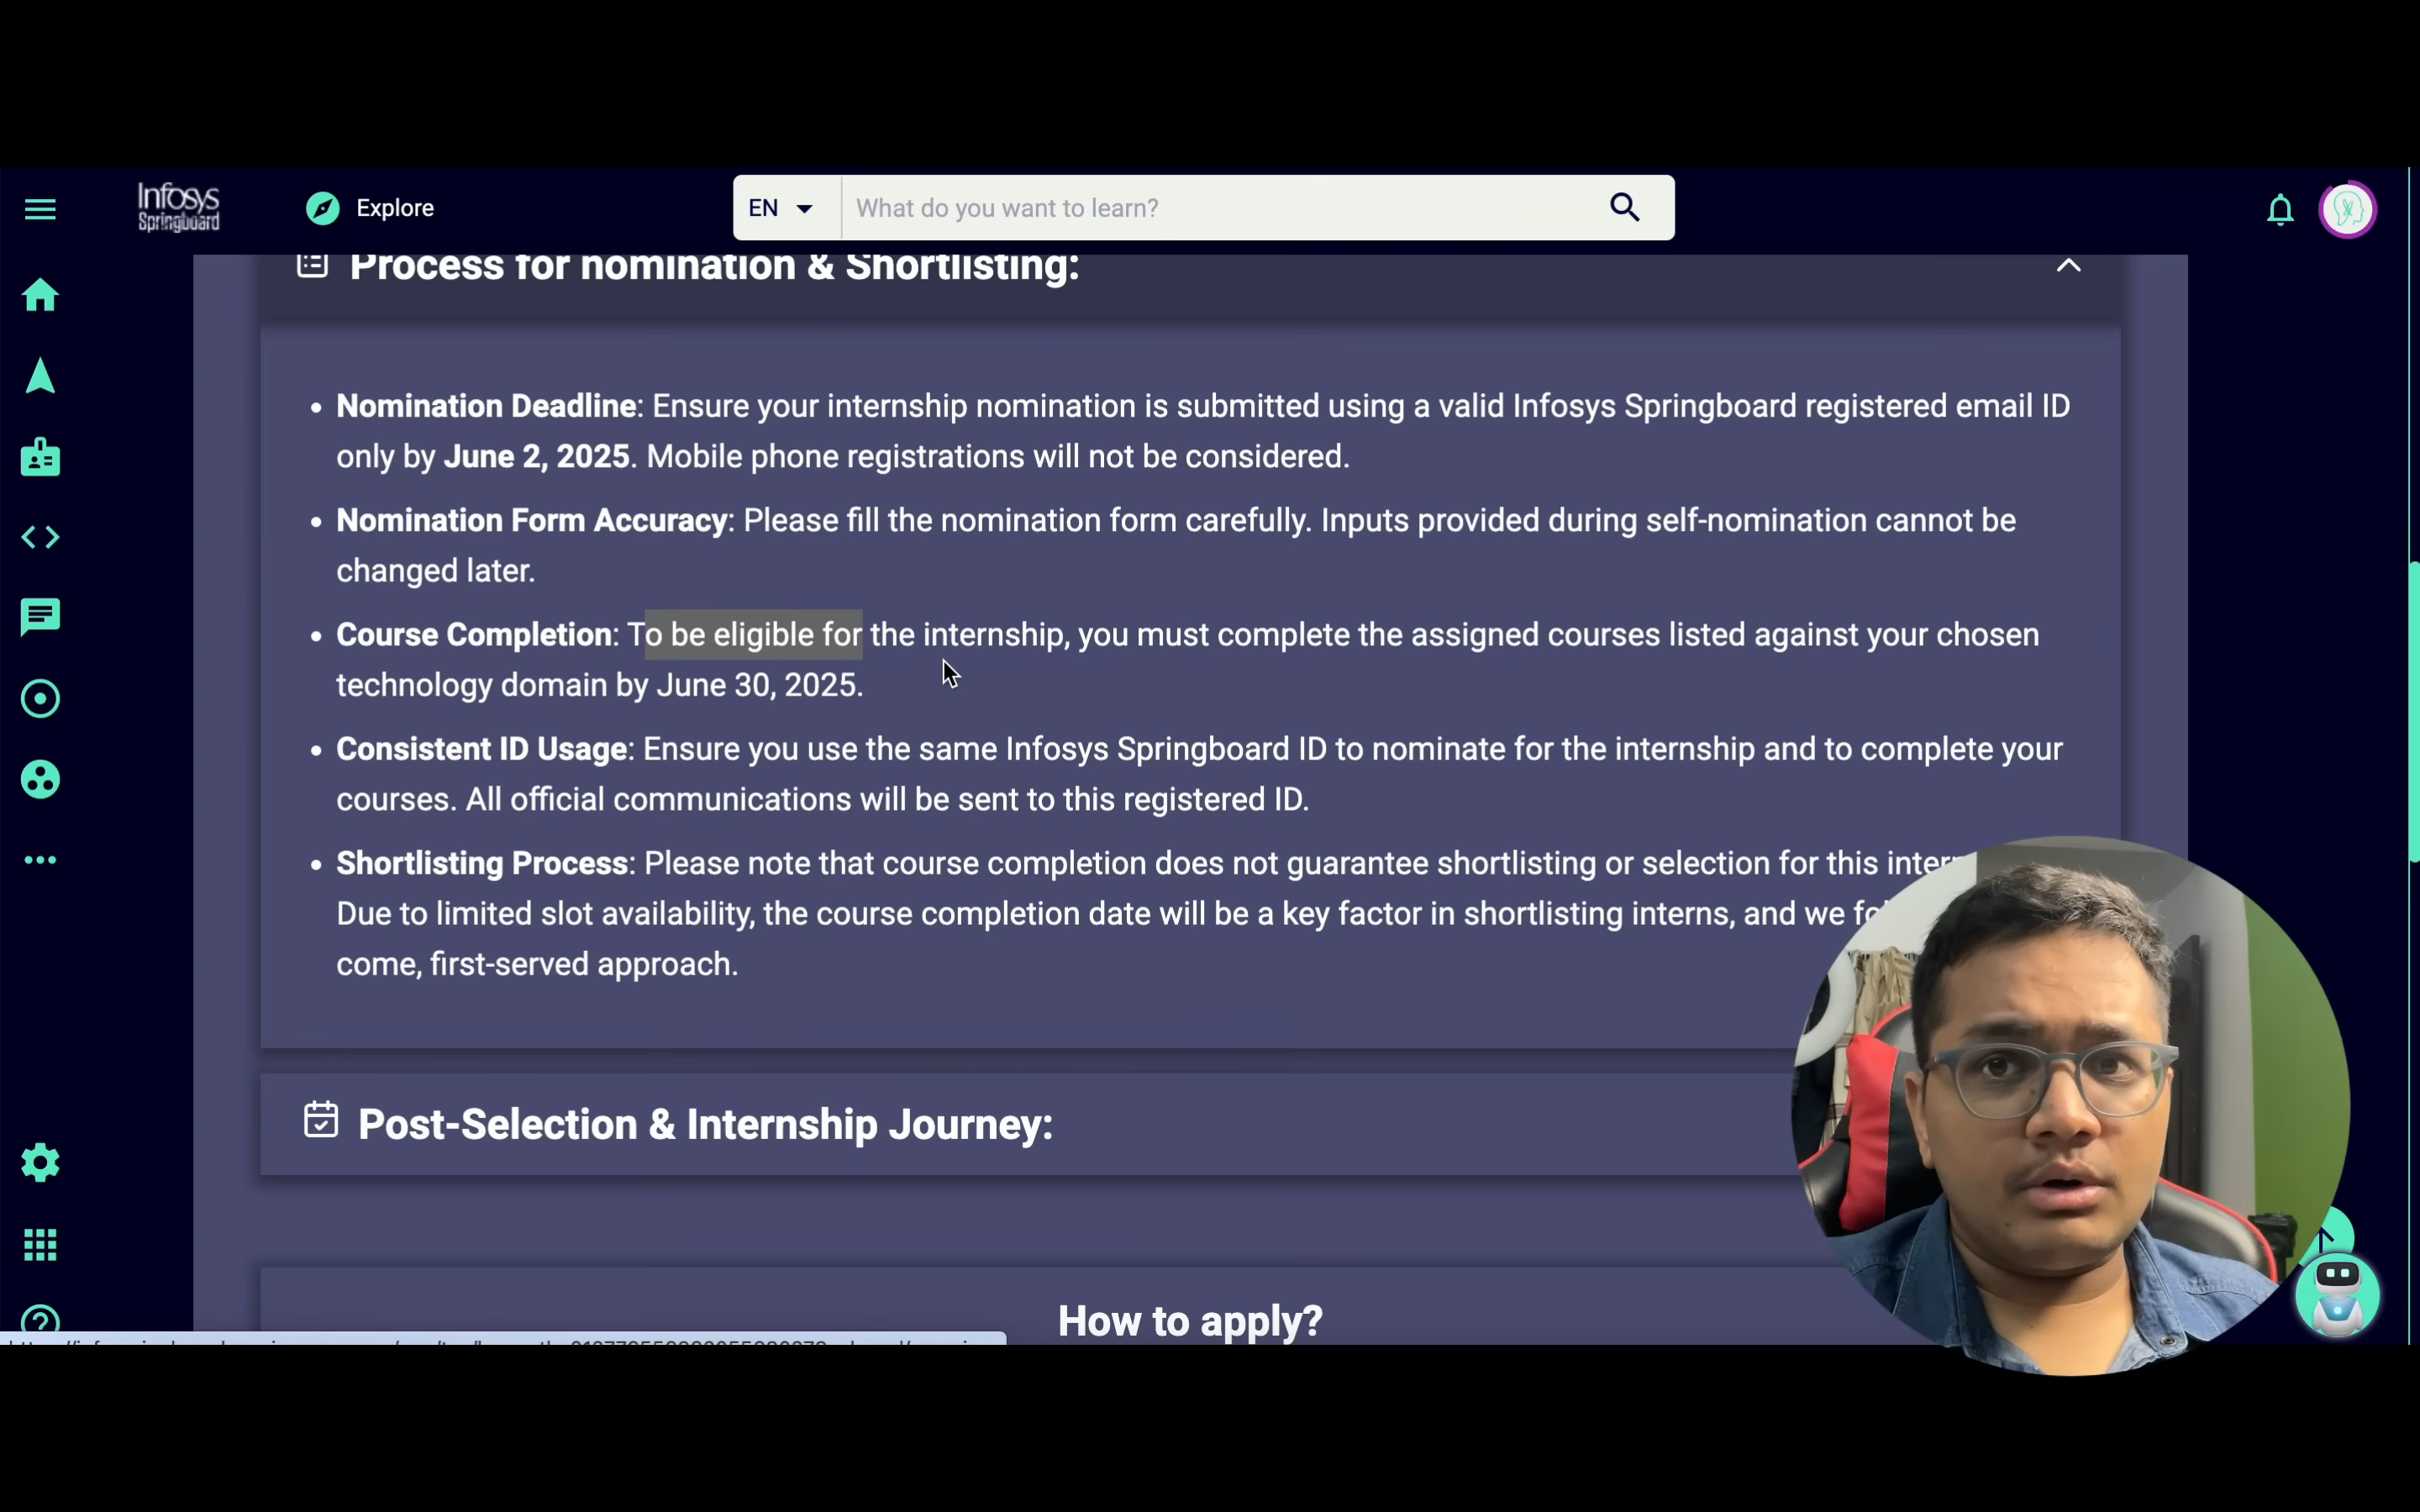 Infosys
Springboard
Explore
EN
What do you want to learn?
Process for nomination & Shortlisting:
• Nomination Deadline: Ensure your internship nomination is submitted using a valid Infosys Springboard registered email ID
only by June 2, 2025. Mobile phone registrations will not be considered.
• Nomination Form Accuracy: Please fill the nomination form carefully. Inputs provided during self-nomination cannot be
changed later.
• Course Completion: To be eligible for the internship, you must complete the assigned courses listed against your chosen
technology domain by June 30, 2025.
• Consistent ID Usage: Ensure you use the same Infosys Springboard ID to nominate for the internship and to complete your
courses. All official communications will be sent to this registered ID.
• Shortlisting Process: Please note that course completion does not guarantee shortlisting or selection for this
Due to limited slot availability, the course completion date will be a key factor in shortlisting interns, and we
come, first-served approach.
Post-Selection & Internship Journey:
How to apply?